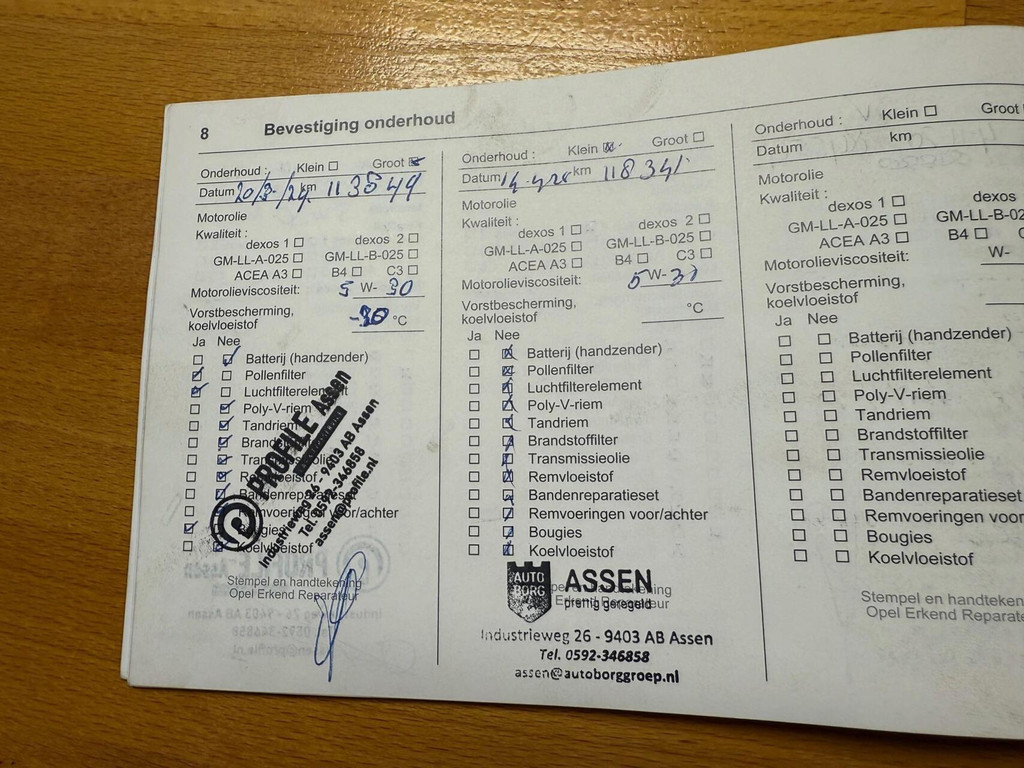 8 Bevestiging onderhoud
Onderhoud : Klein Groot
Datum 20/3/24 km 113549
Motorolie
Kwaliteit :
dexos 1 dexos 2
GM-LL-A-025 GM-LL-B-025
ACEA A3 B4 C3
Motorolieviscositeit: 5 W- 30
Vorstbescherming,
koelvloeistof -30 °C
Ja Nee
Batterij (handzender)
Pollenfilter
Luchtfilterelement
Poly-V-riem
Tandriem
Remvoeringen voor/achter
Koelvloeistof
PROFILE Assen
Industrieweg 26 - 9403 AB Assen
Tel. 0592-346858
assen@profile.nl
Stempel en handtekening
Opel Erkend Reparateur
Onderhoud : Klein Groot
Datum 14-4-25 km 118341
Motorolie
Kwaliteit :
dexos 1 dexos 2
GM-LL-A-025 GM-LL-B-025
ACEA A3 B4 C3
Motorolieviscositeit: 5 W-30
Vorstbescherming,
koelvloeistof °C
Ja Nee
Batterij (handzender)
Pollenfilter
Luchtfilterelement
Poly-V-riem
Tandriem
Brandstoffilter
Transmissieolie
Remvloeistof
Bandenreparatieset
Remvoeringen voor/achter
Bougies
Koelvloeistof
AUTO
BORG
ASSEN
prettig geregeld
Industrieweg 26 - 9403 AB Assen
Tel. 0592-346858
assen@autoborggroep.nl
Onderhoud : Klein Groot
Datum km
Motorolie
Kwaliteit :
dexos 1
GM-LL-A-025 GM-LL-B-02
ACEA A3 B4
Motorolieviscositeit: W-
Vorstbescherming,
koelvloeistof
Ja Nee
Batterij (handzender)
Pollenfilter
Luchtfilterelement
Poly-V-riem
Tandriem
Brandstoffilter
Transmissieolie
Remvloeistof
Bandenreparatieset
Remvoeringen voor
Bougies
Koelvloeistof
Stempel en handteken
Opel Erkend Reparate